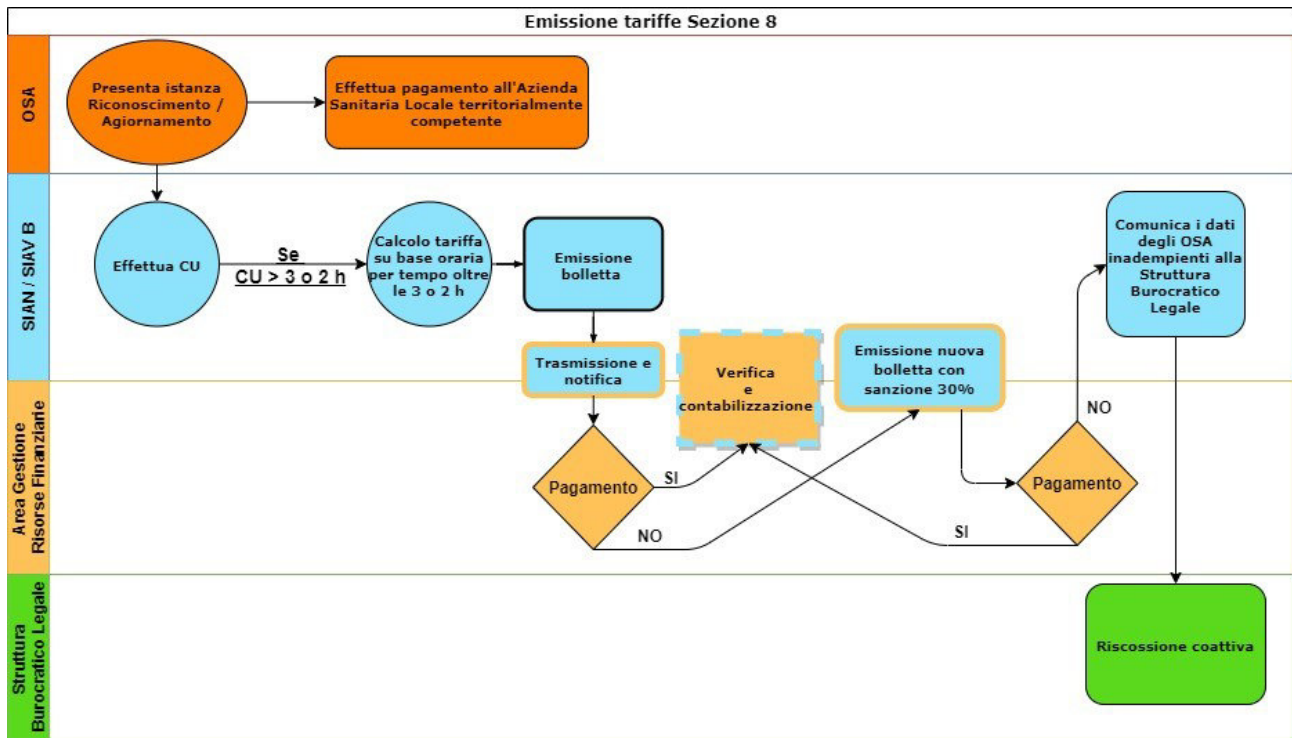 Emissione tariffe Sezione 8
OSA
Presenta istanza
Riconoscimento /
Agiornamento
Effettua pagamento all'Azienda
Sanitaria Locale territorialmente
competente
SIAN / SIAV B
Effettua CU
Se
CU > 3 o 2 h
Calcolo tariffa
su base oraria
per tempo oltre
le 3 o 2 h
Emissione
bolletta
Trasmissione e
notifica
Verifica
e
contabilizzazione
Emissione nuova
bolletta con
sanzione 30%
Comunica i dati
degli OSA
inadempienti alla
Struttura
Burocratico
Legale
Area Gestione
Risorse Finanziarie
Pagamento
SI
NO
Pagamento
NO
SI
Struttura
Burocratico Legale
Riscossione coattiva